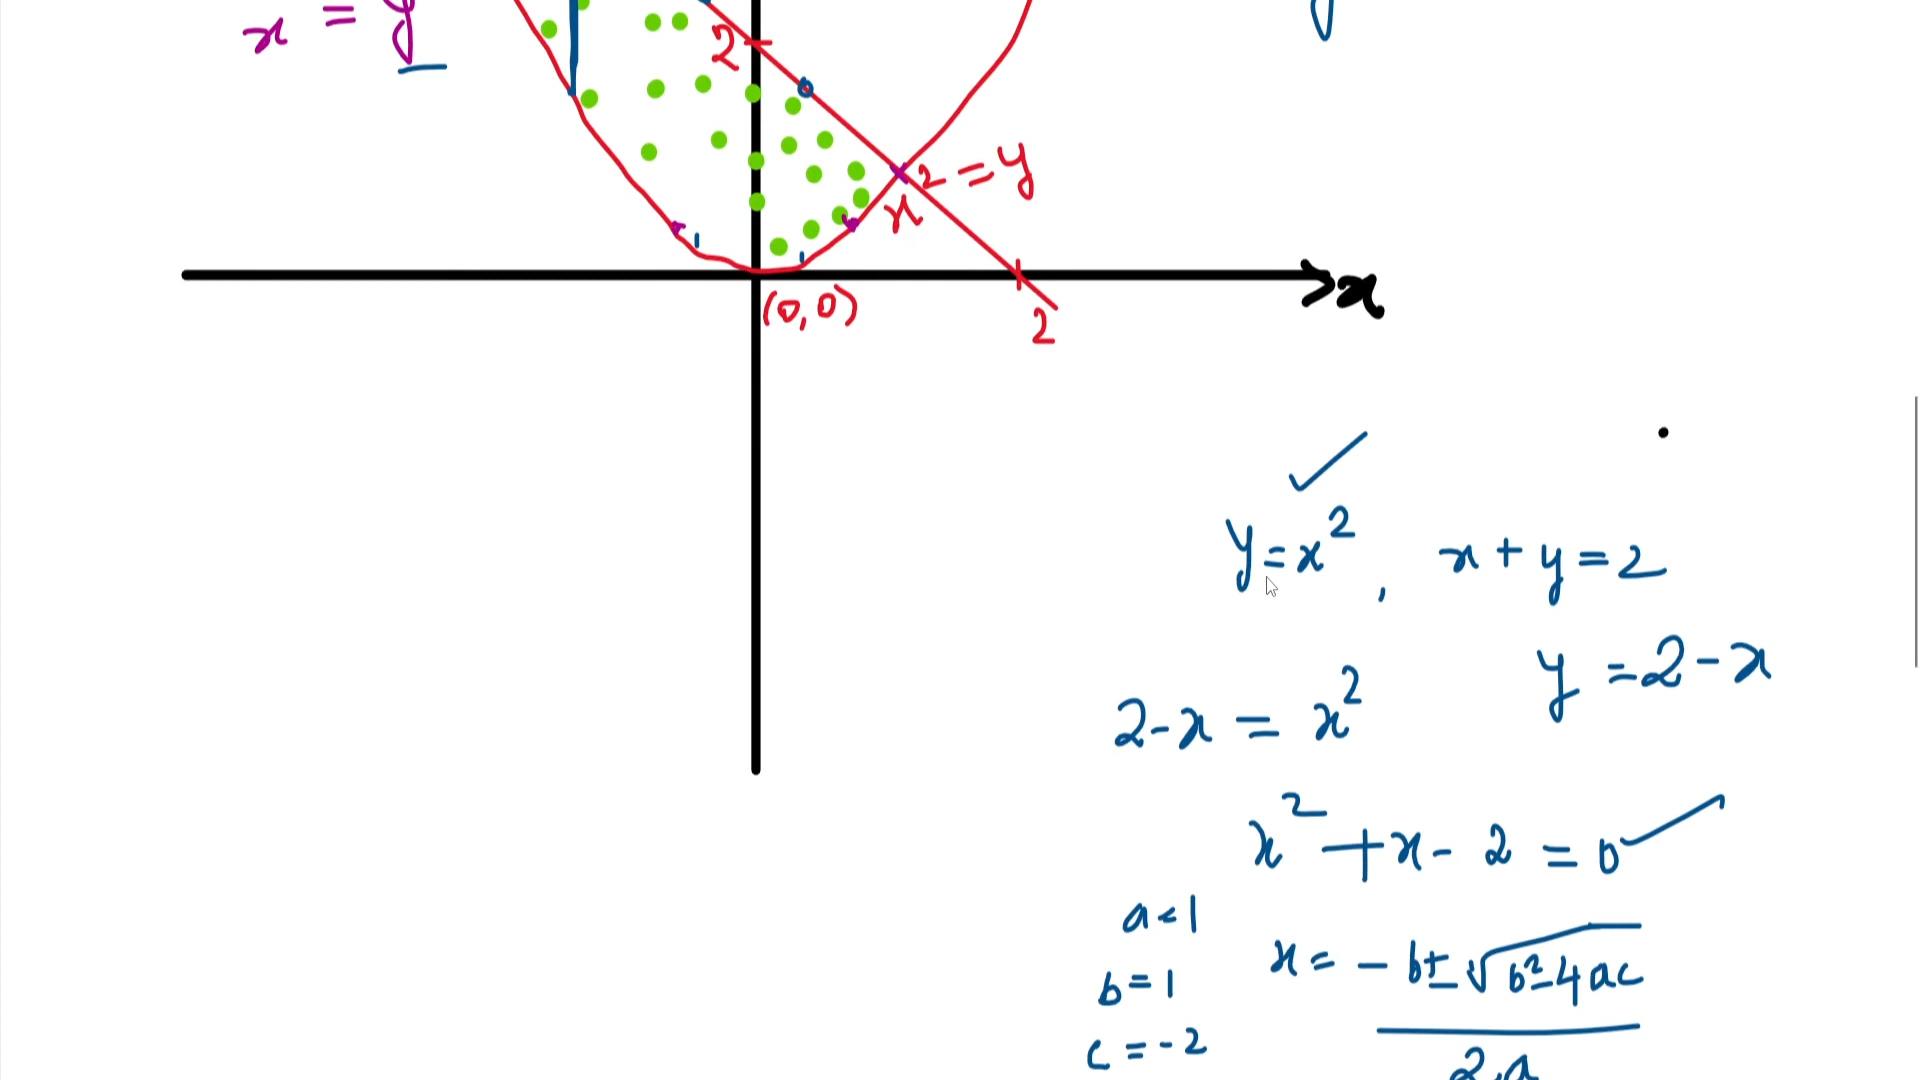 x = y
2
x² = y
x
(0,0)
2
y = x² , x + y = 2
y = 2 - x
2 - x = x²
x² + x - 2 = 0
a = 1
b = 1
x = - b ± √b² - 4ac
c = -2
2a